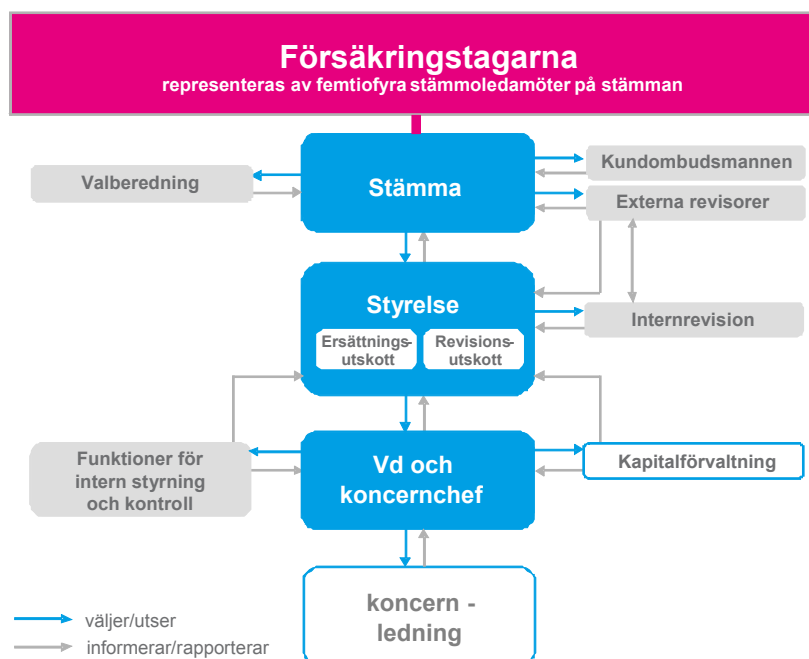 Försäkringstagarna
representeras av femtiofyra stämmoledamöter på stämman
Valberedning
Stämma
Kundombudsmannen
Externa revisorer
Styrelse
Ersättnings-
utskott
Revisions-
utskott
Internrevision
Funktioner för
intern styrning
och kontroll
Vd och
koncernchef
Kapitalförvaltning
koncern -
ledning
väljer/utser
informerar/rapporterar